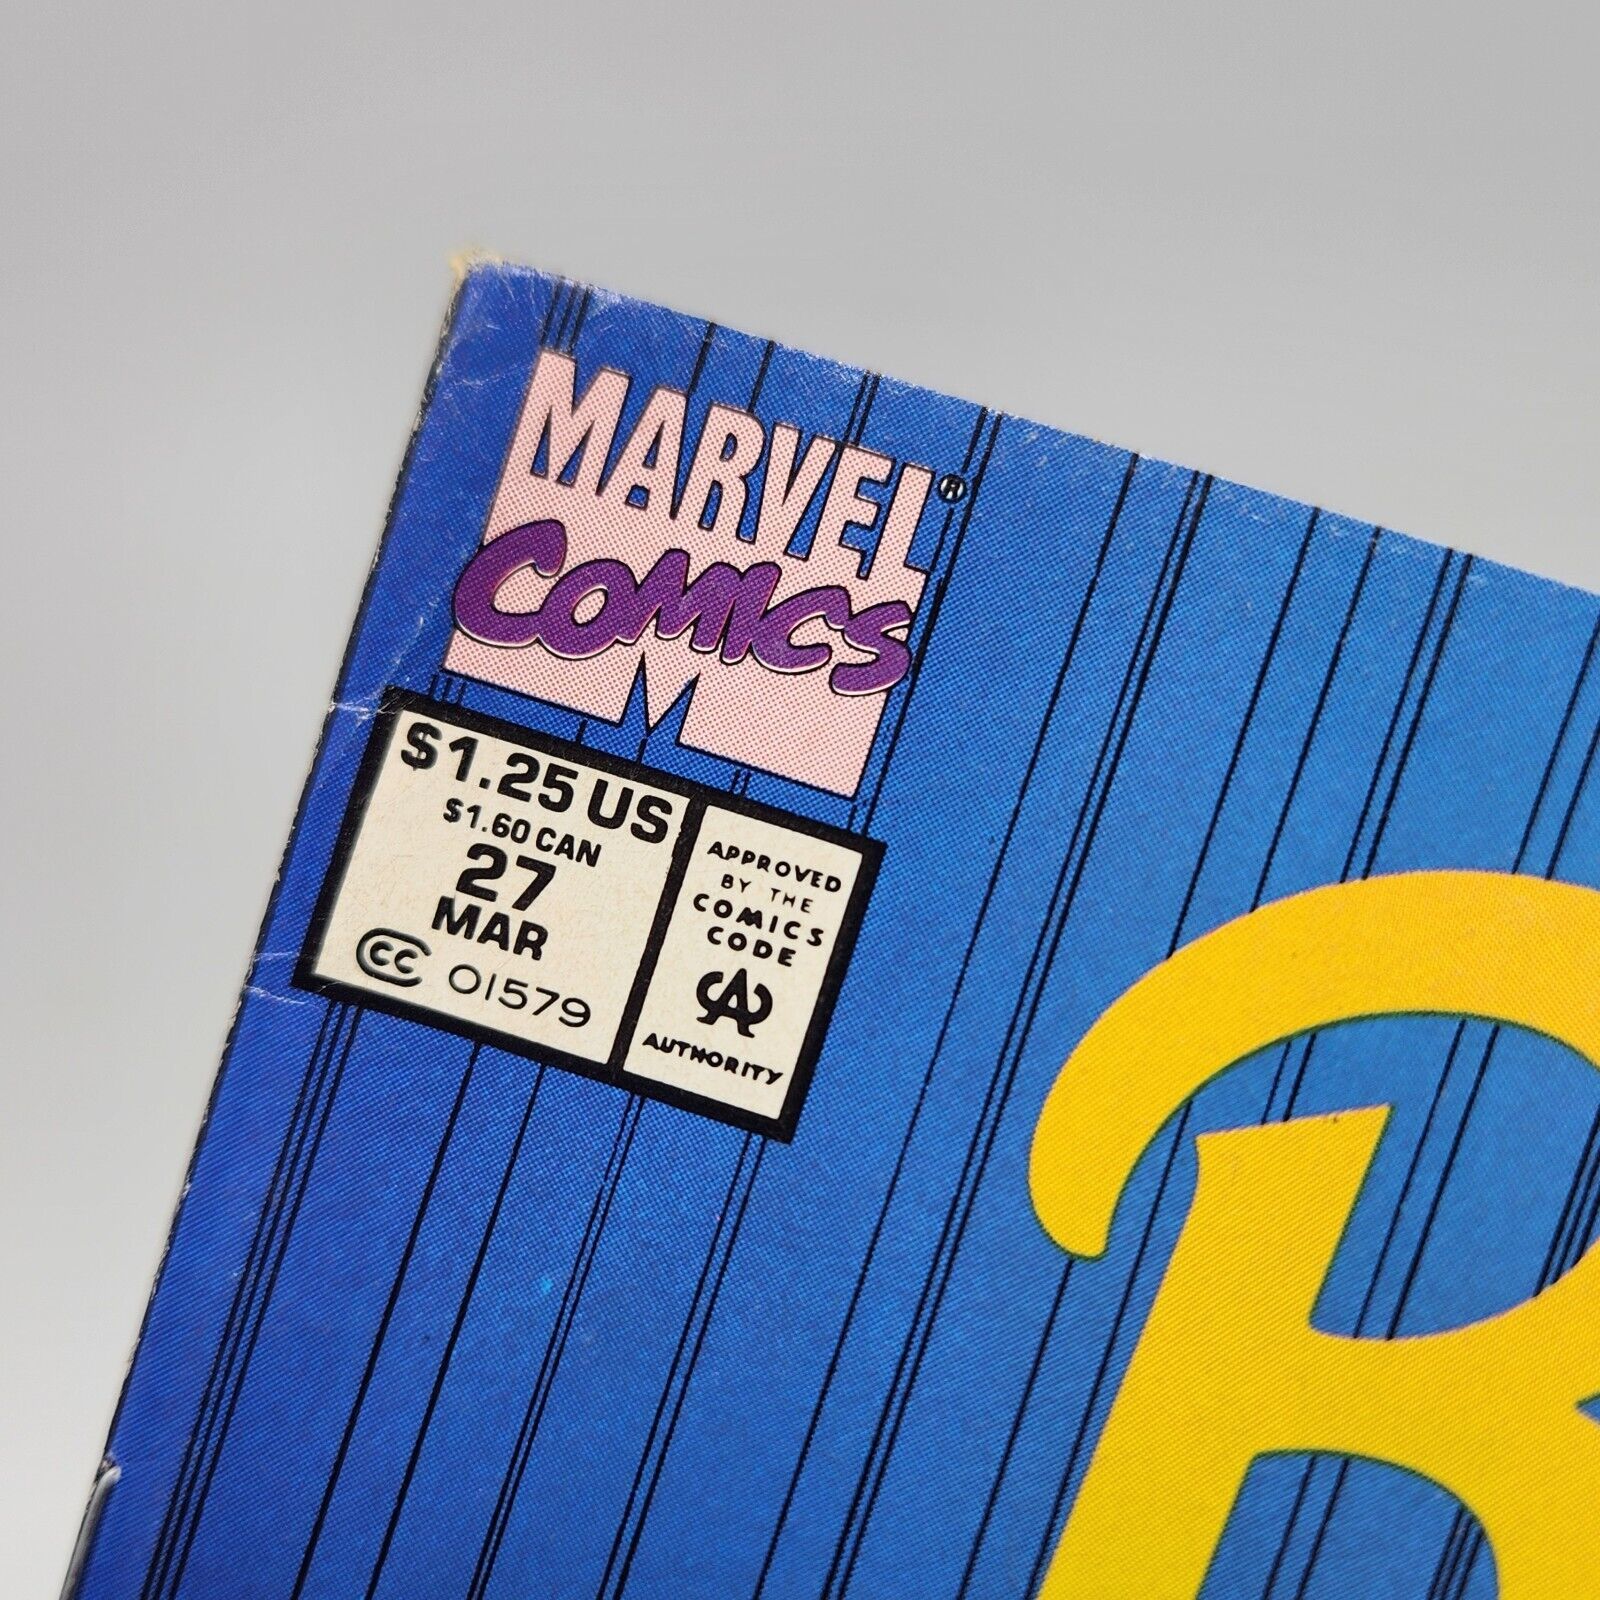 MARVEL®
COMICS
$1.25 US
$1.60 CAN
27
MAR
CC 01579
APPROVED
BY THE
COMICS
CODE
CA
AUTHORITY